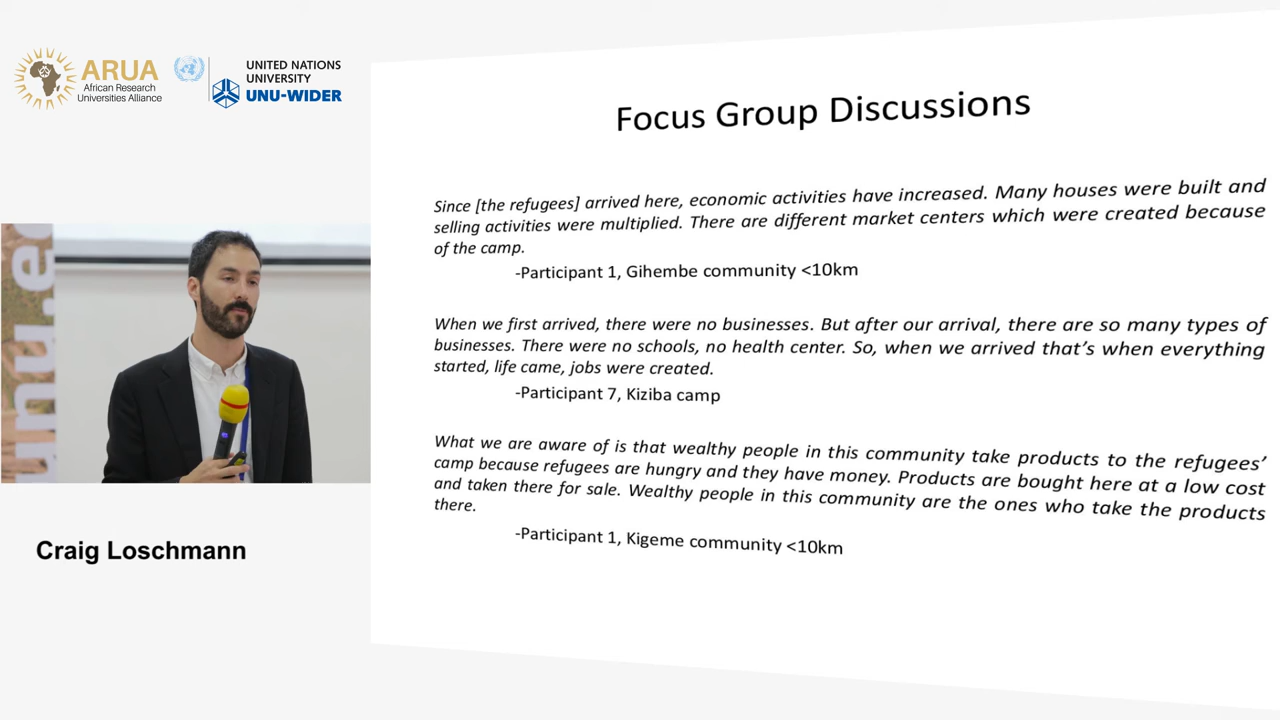 ARUA
African Research
Universities Alliance
UNITED NATIONS
UNIVERSITY
UNU-WIDER
unu.e
Craig Loschmann
Focus Group Discussions
Since [the refugees] arrived here, economic activities have increased. Many houses were built and
selling activities were multiplied. There are different market centers which were created because
of the camp.
-Participant 1, Gihembe community <10km
When we first arrived, there were no businesses. But after our arrival, there are so many types of
businesses. There were no schools, no health center. So, when we arrived that’s when everything
started, life came, jobs were created.
-Participant 7, Kiziba camp
What we are aware of is that wealthy people in this community take products to the refugees’
camp because refugees are hungry and they have money. Products are bought here at a low cost
and taken there for sale. Wealthy people in this community are the ones who take the products
there.
-Participant 1, Kigeme community <10km